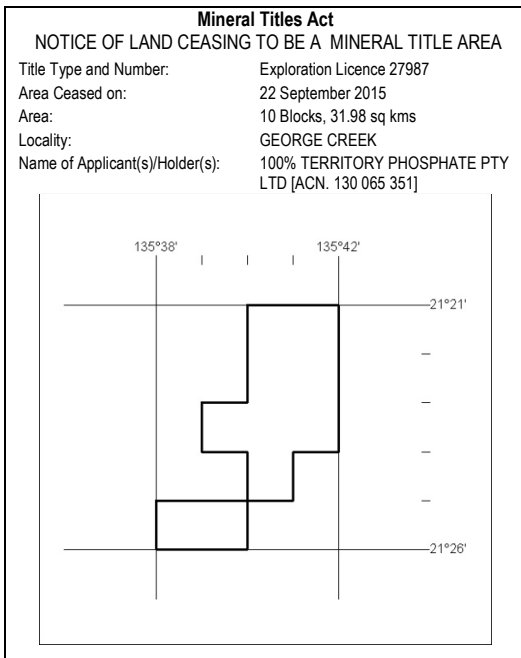 Mineral Titles Act
NOTICE OF LAND CEASING TO BE A MINERAL TITLE AREA
Title Type and Number: Exploration Licence 27987
Area Ceased on: 22 September 2015
Area: 10 Blocks, 31.98 sq kms
Locality: GEORGE CREEK
Name of Applicant(s)/Holder(s): 100% TERRITORY PHOSPHATE PTY
LTD [ACN. 130 065 351]
135°38' 135°42'
21°21'
21°26'